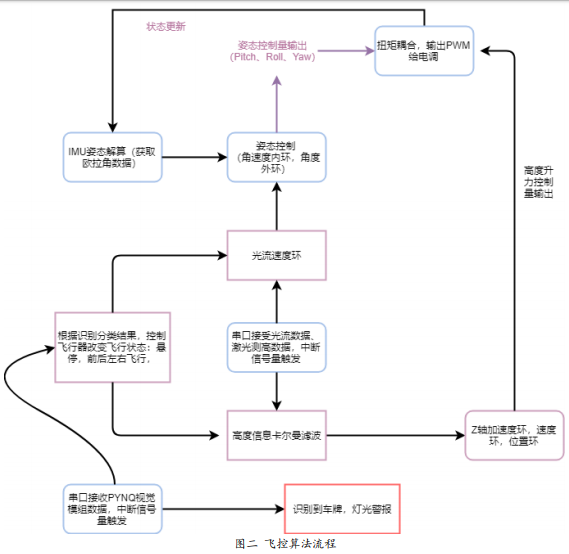 状态更新
姿态控制量输出
（Pitch、Roll、Yaw）
扭矩耦合，输出PWM
给电调
IMU姿态解算（获取
欧拉角数据）
姿态控制
（角速度内环，角度
外环）
高度升
力控制
量输出
光流速度环
根据识别分类结果，控制
飞行器改变飞行状态：悬
停，前后左右飞行，
串口接受光流数据、
激光测高数据，中断
信号量触发
高度信息卡尔曼滤波
Z轴加速度环，速度
环，位置环
串口接收PYNQ视觉
模组数据，中断信号
量触发
识别到车牌，灯光警报
图二 飞控算法流程